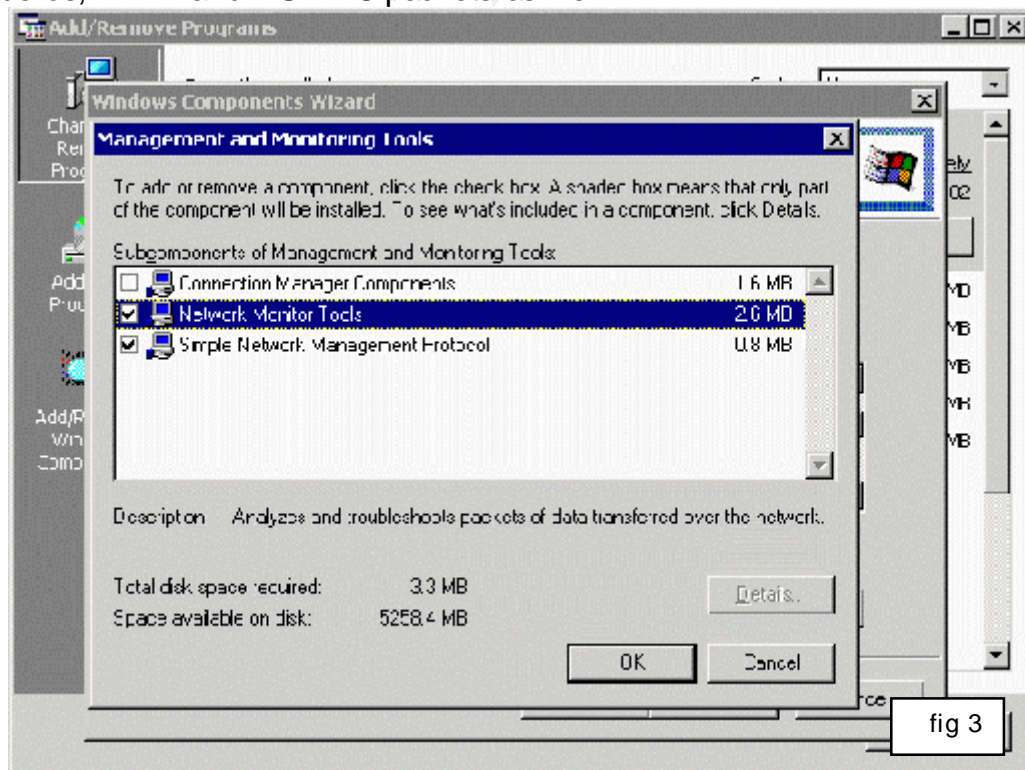 Add/Remove Programs
Windows Components Wizard
Management and Monitoring Tools
To add or remove a component, click the check box. A shaded box means that only part
of the component will be installed. To see what's included in a component, click Details.
Subcomponents of Management and Monitoring Tools:
Connection Manager Components 1.6 MB
Network Monitor Tools 2.6 MB
Simple Network Management Protocol 0.8 MB
Description: Analyzes and troubleshoots packets of data transferred over the network.
Total disk space required: 3.3 MB
Space available on disk: 5258.4 MB
Details...
OK Cancel
fig 3